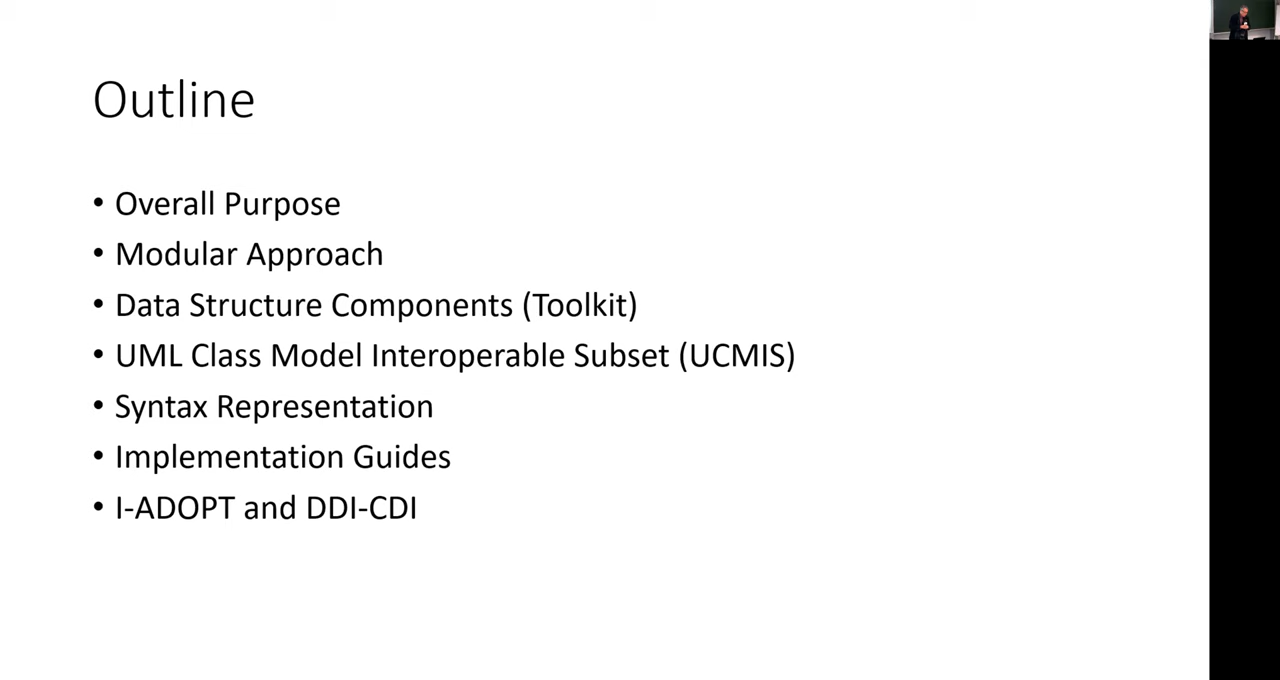 Outline
• Overall Purpose
• Modular Approach
• Data Structure Components (Toolkit)
• UML Class Model Interoperable Subset (UCMIS)
• Syntax Representation
• Implementation Guides
• I-ADOPT and DDI-CDI